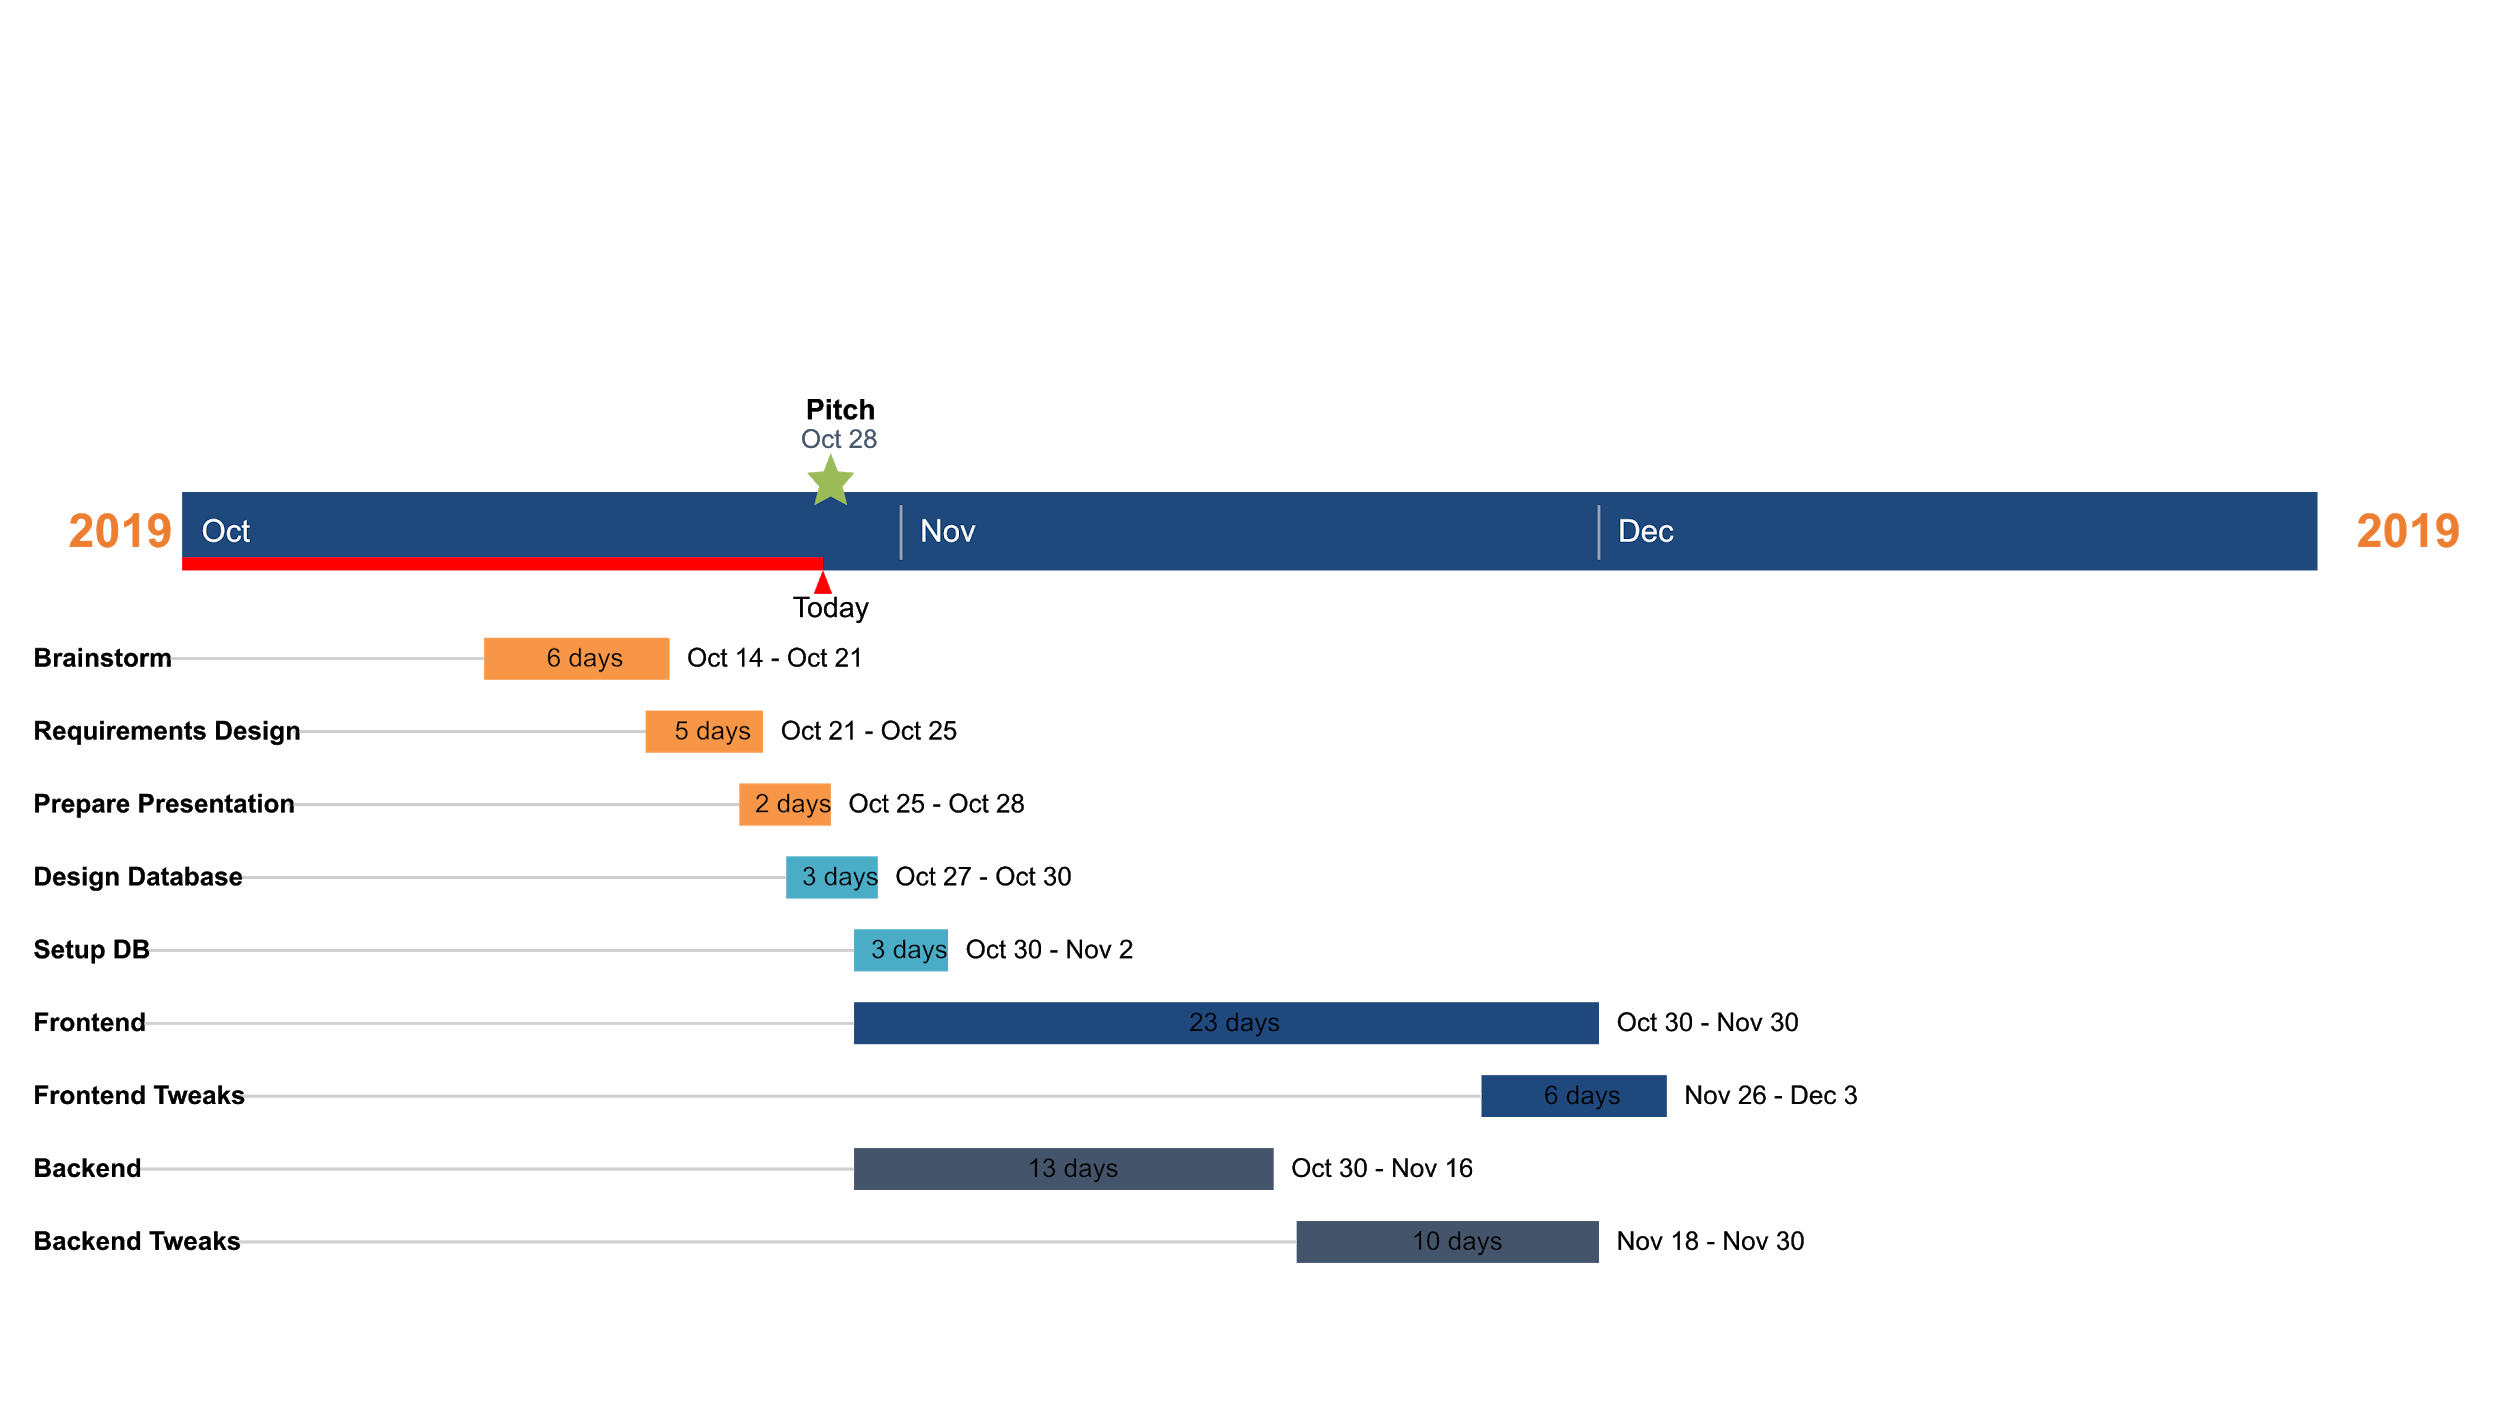 Pitch
Oct 28
2019 Oct Nov Dec 2019
Today
Brainstorm 6 days Oct 14 - Oct 21
Requirements Design 5 days Oct 21 - Oct 25
Prepare Presentation 2 days Oct 25 - Oct 28
Design Database 3 days Oct 27 - Oct 30
Setup DB 3 days Oct 30 - Nov 2
Frontend 23 days Oct 30 - Nov 30
Frontend Tweaks 6 days Nov 26 - Dec 3
Backend 13 days Oct 30 - Nov 16
Backend Tweaks 10 days Nov 18 - Nov 30